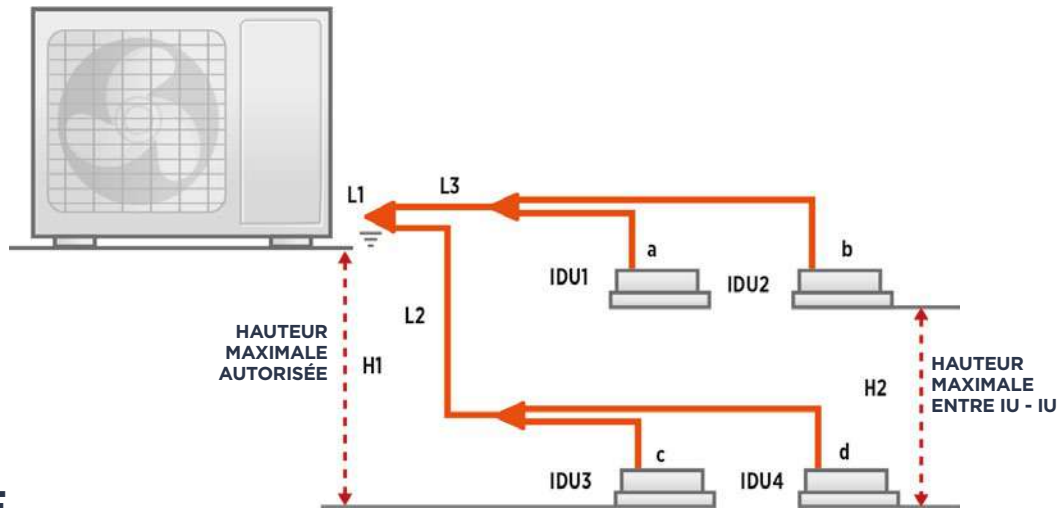 L1
L3
a
b
IDU1
IDU2
L2
HAUTEUR
MAXIMALE
AUTORISÉE
H1
H2
HAUTEUR
MAXIMALE
ENTRE IU - IU
c
d
IDU3
IDU4